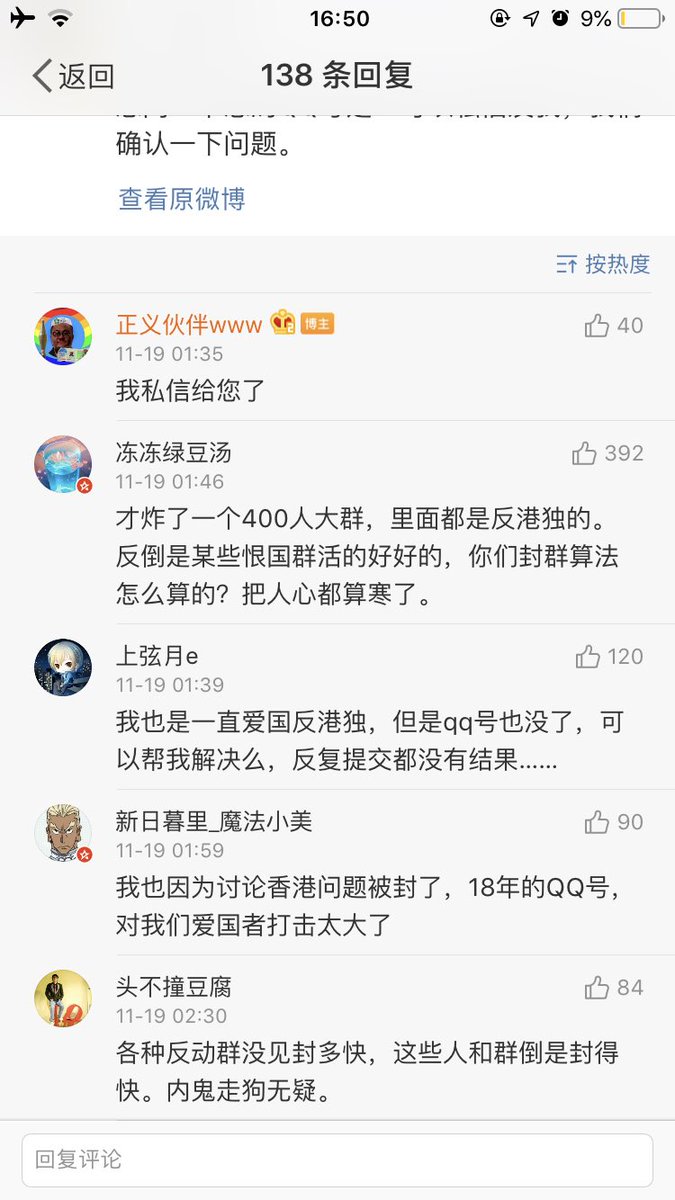 16:50
9%
返回
138 条回复
确认一下问题。
查看原微博
按热度
正义伙伴www
博主
40
11-19 01:35
我私信给您了
冻冻绿豆汤
392
11-19 01:46
才炸了一个400人大群，里面都是反港独的。
反倒是某些恨国群活的好好的，你们封群算法
怎么算的？把人心都算寒了。
上弦月e
120
11-19 01:39
我也是一直爱国反港独，但是qq号也没了，可
以帮我解决么，反复提交都没有结果......
新日暮里_魔法小美
90
11-19 01:59
我也因为讨论香港问题被封了，18年的QQ号，
对我们爱国者打击太大了
头不撞豆腐
84
11-19 02:30
各种反动群没见封多快，这些人和群倒是封得
快。内鬼走狗无疑。
回复评论